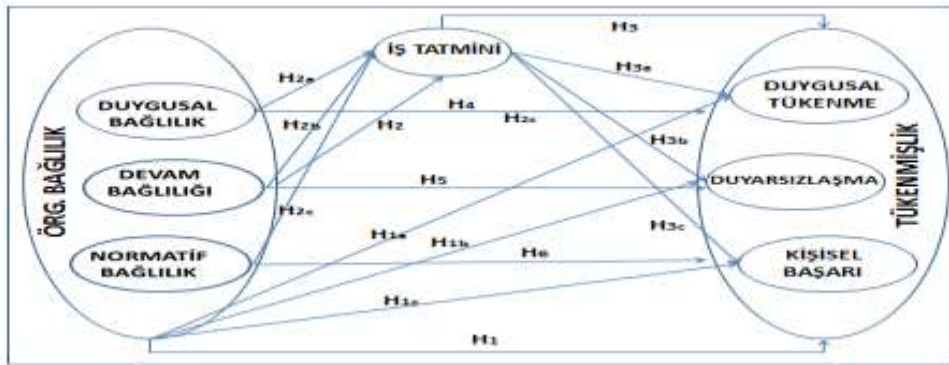 ÖRG. BAĞLILIK
DUYGUSAL
BAĞLILIK
DEVAM
BAĞLILIĞI
NORMATİF
BAĞLILIK
İŞ TATMİNİ
DUYGUSAL
TÜKENME
DUYARSIZLAŞMA
KİŞİSEL
BAŞARI
TÜKENMİŞLİK
H3
H2a
H3a
H4
H2b
H2
H2c
H3b
H5
H2c
H1a
H1b
H3c
H6
H1c
H1